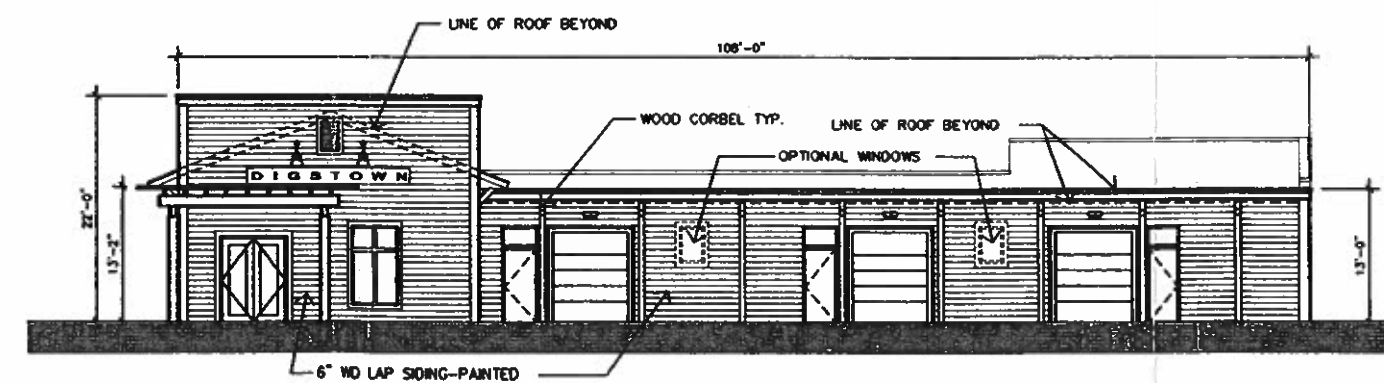 LINE OF ROOF BEYOND
108'-0"
WOOD CORBEL TYP.
LINE OF ROOF BEYOND
OPTIONAL WINDOWS
DIGSTOWN
22'-0"
13'-2"
13'-0"
6" WD LAP SIDING-PAINTED